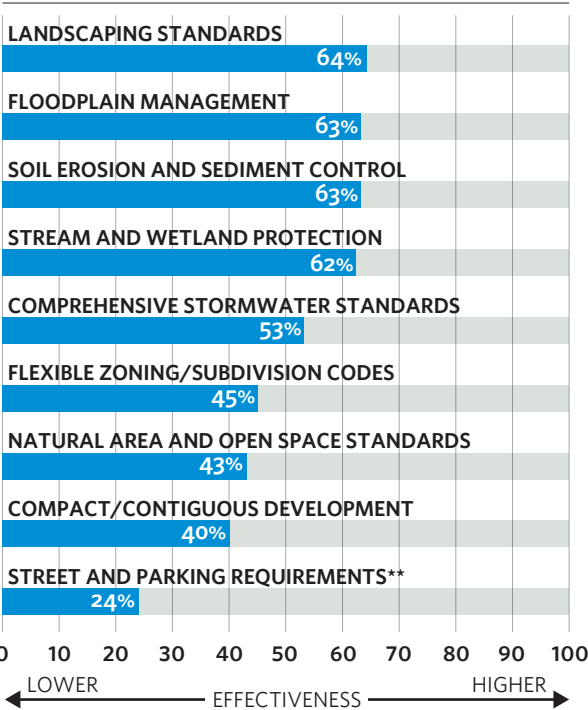 LANDSCAPING STANDARDS
64%
FLOODPLAIN MANAGEMENT
63%
SOIL EROSION AND SEDIMENT CONTROL
63%
STREAM AND WETLAND PROTECTION
62%
COMPREHENSIVE STORMWATER STANDARDS
53%
FLEXIBLE ZONING/SUBDIVISION CODES
45%
NATURAL AREA AND OPEN SPACE STANDARDS
43%
COMPACT/CONTIGUOUS DEVELOPMENT
40%
STREET AND PARKING REQUIREMENTS**
24%
0 10 20 30 40 50 60 70 80 90 100
LOWER HIGHER
EFFECTIVENESS